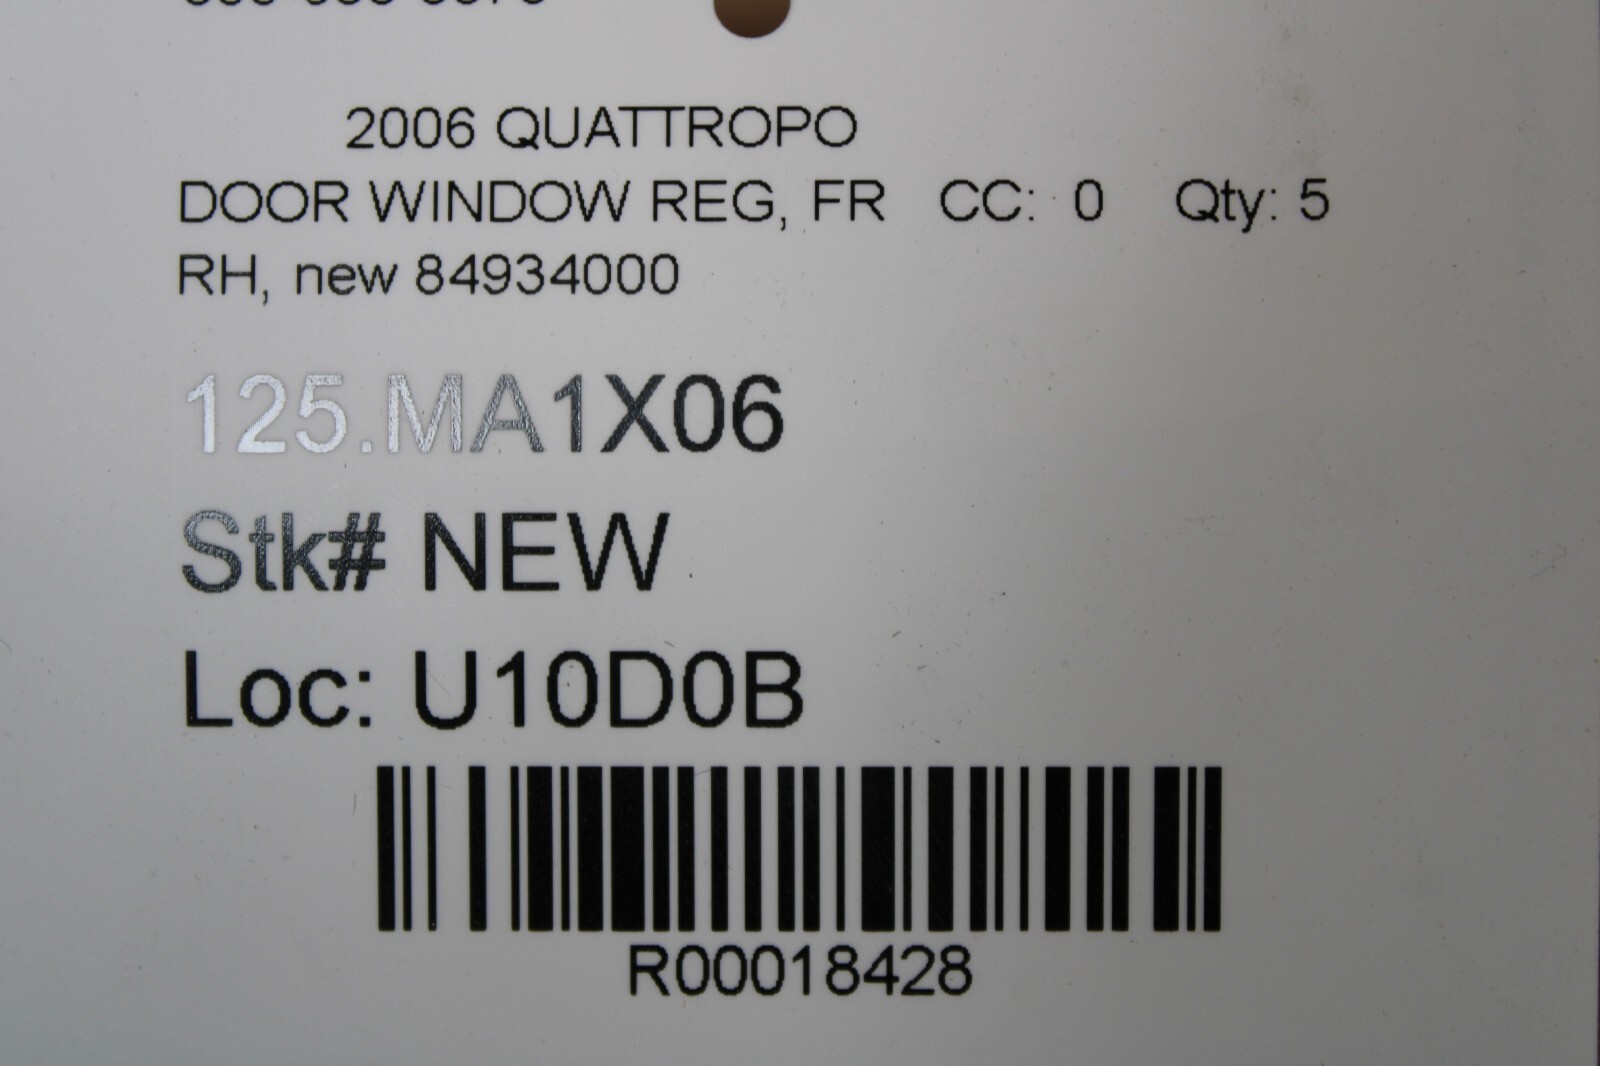 2006 QUATTROPO
DOOR WINDOW REG, FR CC: 0 Qty: 5
RH, new 84934000
125.MA1X06
Stk# NEW
Loc: U10D0B
R00018428